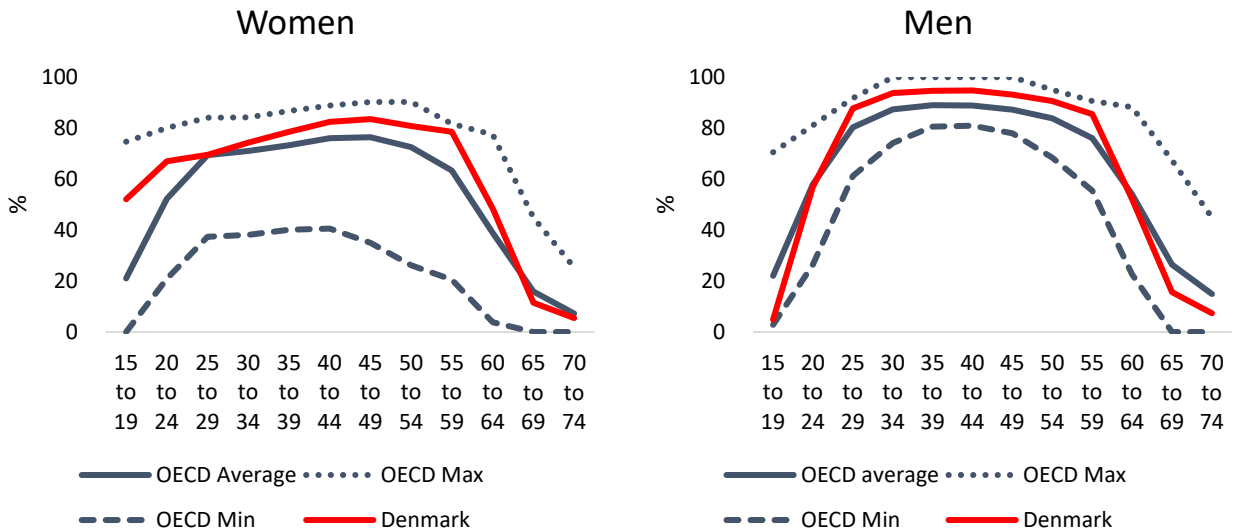 Women
100
80
60
40
20
0
%
15 20 25 30 35 40 45 50 55 60 65 70
to to to to to to to to to to to to
19 24 29 34 39 44 49 54 59 64 69 74
OECD Average OECD Max
OECD Min Denmark
Men
100
80
60
40
20
0
%
15 20 25 30 35 40 45 50 55 60 65 70
to to to to to to to to to to to to
19 24 29 34 39 44 49 54 59 64 69 74
OECD average OECD Max
OECD Min Denmark